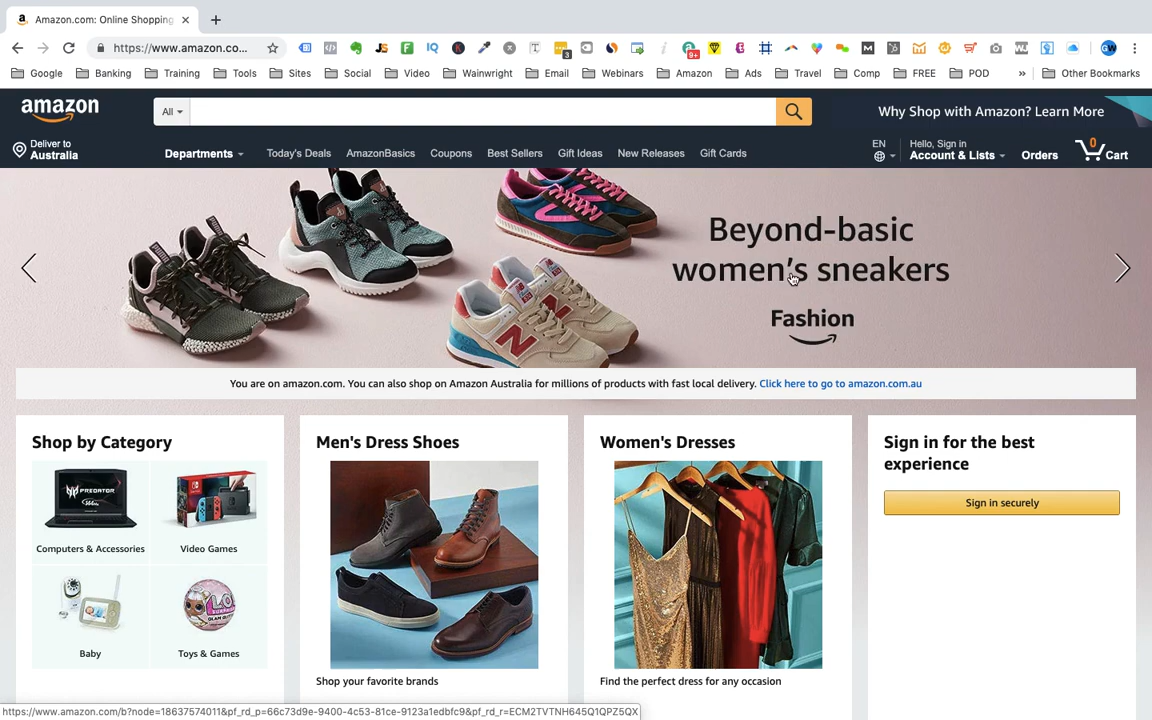 Amazon.com: Online Shopping
https://www.amazon.co...
Google Banking Training Tools Sites Social Video Wainwright Email Webinars Amazon Ads Travel Comp FREE POD » Other Bookmarks
amazon
All
Why Shop with Amazon? Learn More
Deliver to
Australia
Departments Today's Deals AmazonBasics Coupons Best Sellers Gift Ideas New Releases Gift Cards
EN
Hello, Sign in
Account & Lists
Orders
0
Cart
Beyond-basic
women's sneakers
Fashion
You are on amazon.com. You can also shop on Amazon Australia for millions of products with fast local delivery. Click here to go to amazon.com.au
Shop by Category
PREDATOR
Computers & Accessories
Video Games
Baby
Toys & Games
Men's Dress Shoes
Shop your favorite brands
Women's Dresses
Find the perfect dress for any occasion
Sign in for the best
experience
Sign in securely
https://www.amazon.com/b?node=18637574011&pf_rd_p=66c73d9e-9400-4c53-81ce-9123a1edbfc9&pf_rd_r=ECM2TVTNH645Q1QPZ5QX